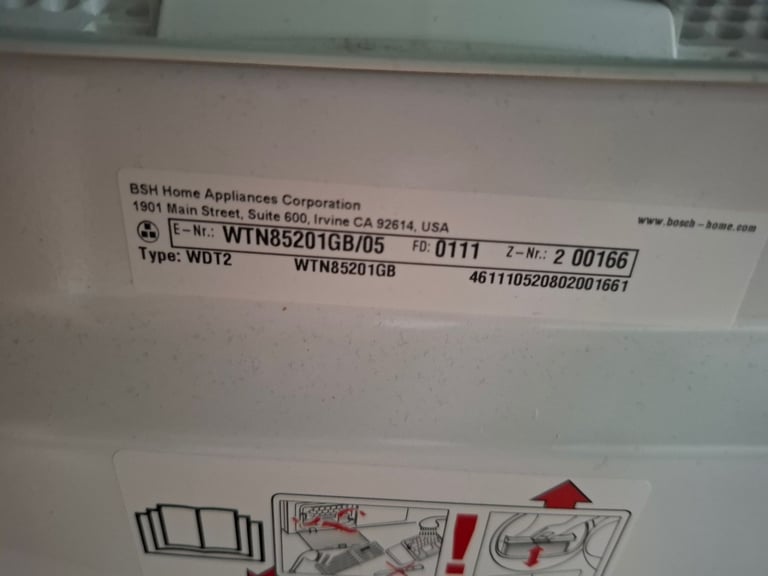 BSH Home Appliances Corporation
1901 Main Street, Suite 600, Irvine CA 92614, USA
www.bosch-home.com
E-Nr.: WTN85201GB/05 FD: 0111 Z-Nr.: 2 00166
Type: WDT2 WTN85201GB 461110520802001661
!